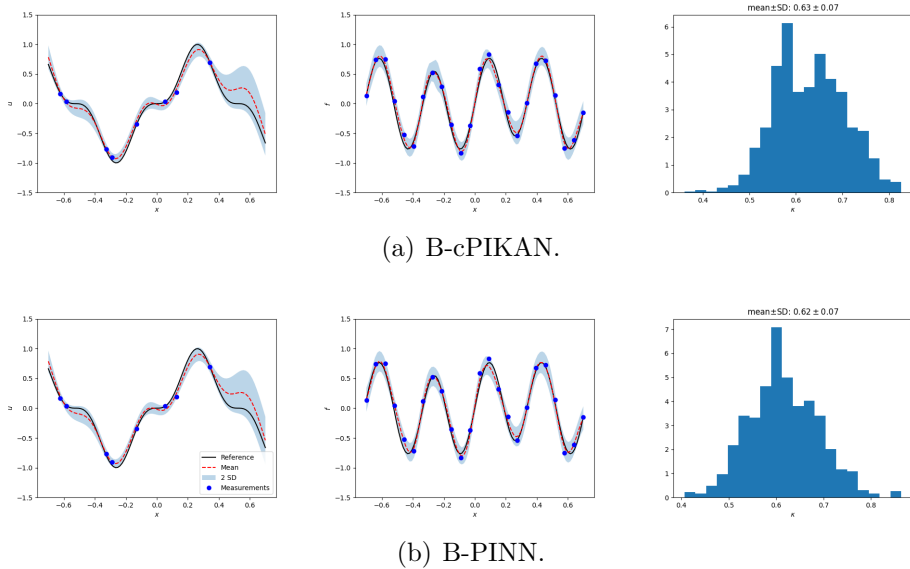 mean±SD: 0.63 ± 0.07
1.5
1.0
0.5
0.0
−0.5
−1.0
−1.5
u
−0.6 −0.4 −0.2 0.0 0.2 0.4 0.6
x
1.5
1.0
0.5
0.0
−0.5
−1.0
−1.5
f
−0.6 −0.4 −0.2 0.0 0.2 0.4 0.6
x
6
5
4
3
2
1
0
0.4 0.5 0.6 0.7 0.8
κ
(a) B-cPIKAN.
mean±SD: 0.62 ± 0.07
1.5
1.0
0.5
0.0
−0.5
−1.0
−1.5
u
−0.6 −0.4 −0.2 0.0 0.2 0.4 0.6
x
Reference
Mean
2 SD
Measurements
1.5
1.0
0.5
0.0
−0.5
−1.0
−1.5
f
−0.6 −0.4 −0.2 0.0 0.2 0.4 0.6
x
7
6
5
4
3
2
1
0
0.4 0.5 0.6 0.7 0.8
κ
(b) B-PINN.